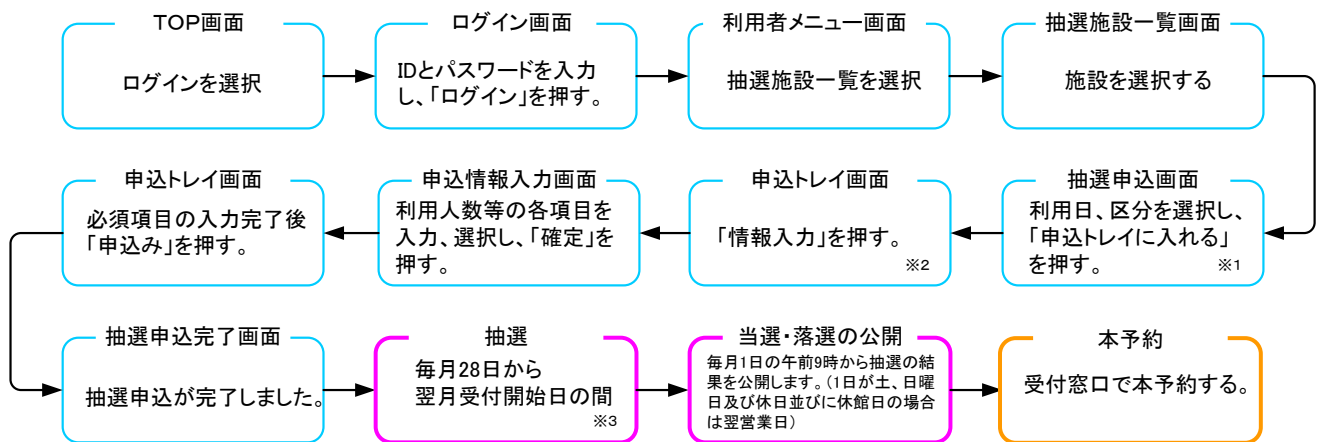 TOP画面
ログインを選択
ログイン画面
IDとパスワードを入力
し、「ログイン」を押す。
利用者メニュー画面
抽選施設一覧を選択
抽選施設一覧画面
施設を選択する
抽選申込画面
利用日、区分を選択し、
「申込トレイに入れる」
を押す。
※1
申込トレイ画面
「情報入力」を押す。
※2
申込情報入力画面
利用人数等の各項目を
入力、選択し、「確定」を
押す。
申込トレイ画面
必須項目の入力完了後
「申込み」を押す。
抽選申込完了画面
抽選申込が完了しました。
抽選
毎月28日から
翌月受付開始日の間
※3
当選・落選の公開
毎月1日の午前9時から抽選の結
果を公開します。(1日が土、日曜
日及び休日並びに休館日の場合
は翌営業日)
本予約
受付窓口で本予約する。